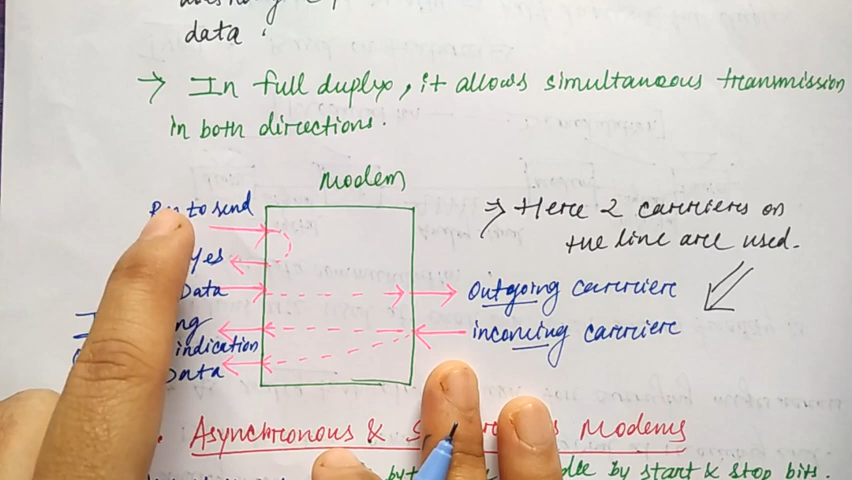 data :
→ In full duplex, it allows simultaneous transmission
in both directions.
Modem
to send
yes
Data
ng
indication
Data
Outgoing carrier
incoming carrier
⇒ Here 2 carriers on
the line are used.
Asynchronous & Modems
by start & stop bits.